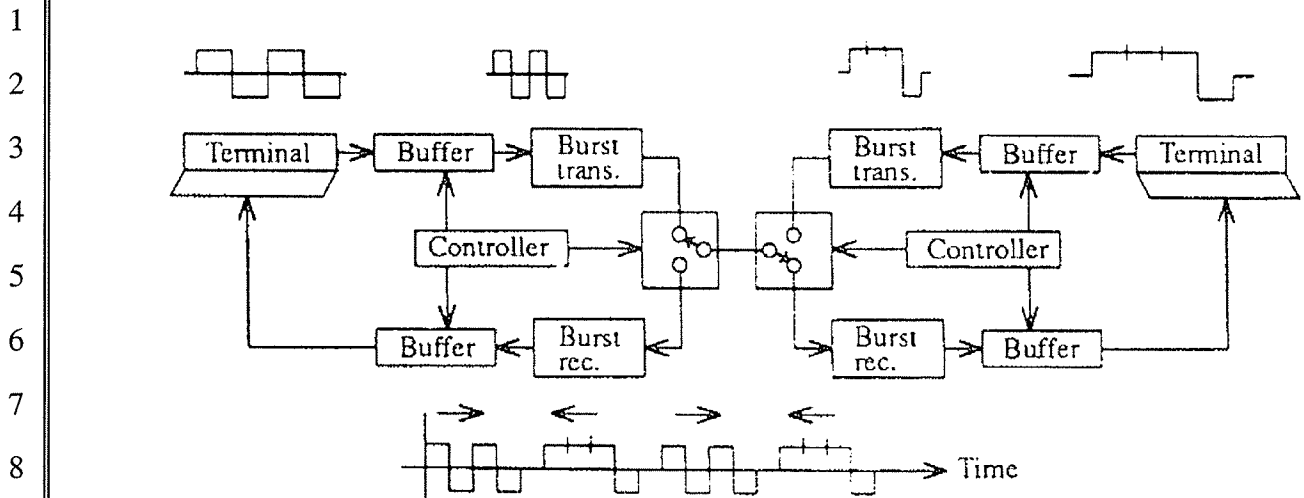 1
2
3
Terminal
Buffer
Burst
trans.
Burst
trans.
Buffer
Terminal
4
Controller
Controller
5
6
Buffer
Burst
rec.
Burst
rec.
Buffer
7
8
Time